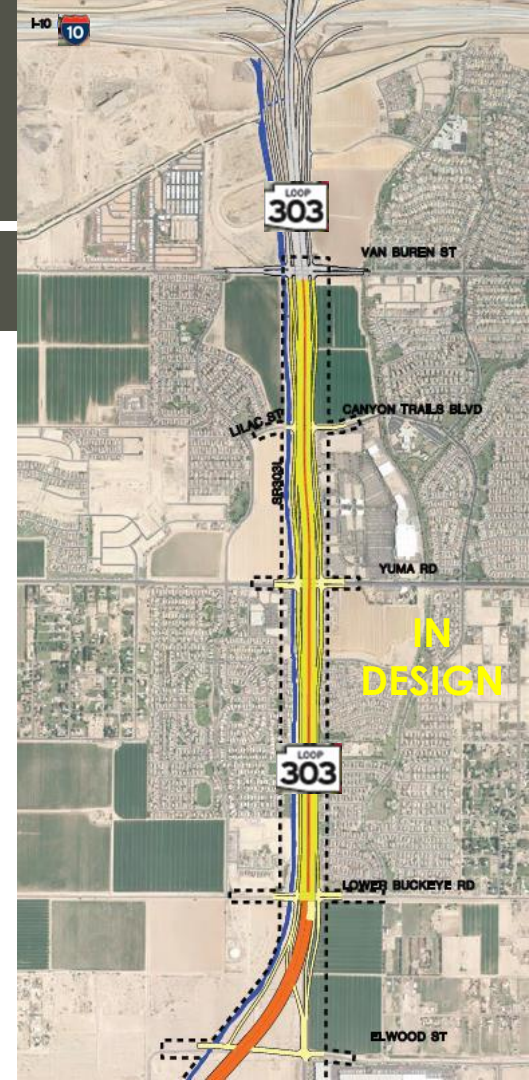 I-10
10
LOOP
303
VAN BUREN ST
CANYON TRAILS BLVD
LILAC ST
SR303L
YUMA RD
IN
DESIGN
LOOP
303
LOWER BUCKEYE RD
ELWOOD ST